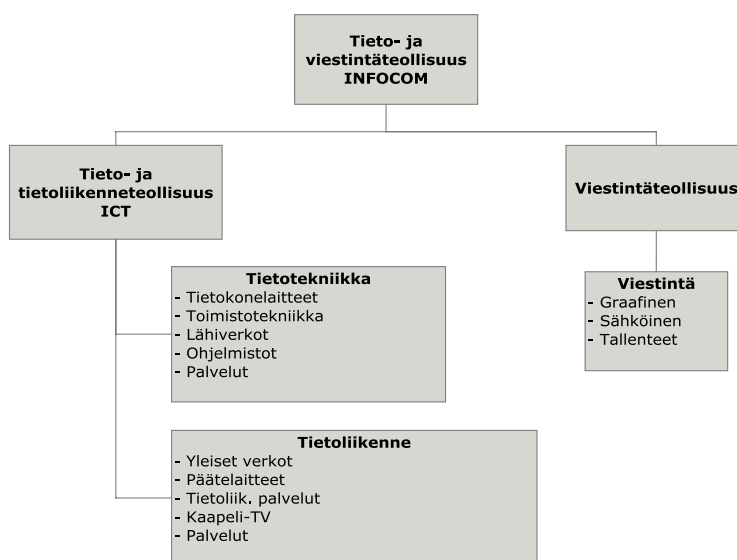 Tieto- ja
viestintäteollisuus
INFOCOM
Tieto- ja
tietoliikenneteollisuus
ICT
Viestintäteollisuus
Tietotekniikka
- Tietokonelaitteet
- Toimistotekniikka
- Lähiverkot
- Ohjelmistot
- Palvelut
Viestintä
- Graafinen
- Sähköinen
- Tallenteet
Tietoliikenne
- Yleiset verkot
- Päätelaitteet
- Tietoliik. palvelut
- Kaapeli-TV
- Palvelut